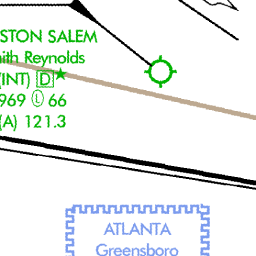 STON SALEM
ith Reynolds
(INT) D
969 Ⓛ 66
(A) 121.3
ATLANTA
Greensboro